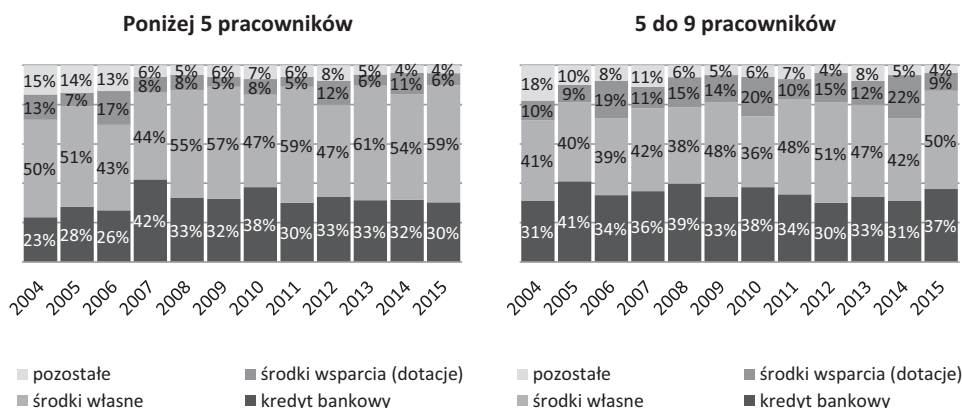 Poniżej 5 pracowników
15% 14% 13% 6% 5% 6% 7% 6% 8% 5% 4% 4%
13% 7% 17% 8% 8% 5% 8% 5% 12% 6% 11% 6%
50% 51% 43% 44% 55% 57% 47% 59% 47% 61% 54% 59%
23% 28% 26% 42% 33% 32% 38% 30% 33% 33% 32% 30%
2004 2005 2006 2007 2008 2009 2010 2011 2012 2013 2014 2015
pozostałe środki wsparcia (dotacje)
środki własne kredyt bankowy
5 do 9 pracowników
18% 10% 8% 11% 6% 5% 6% 7% 4% 8% 5% 4%
10% 9% 19% 11% 15% 14% 20% 10% 15% 12% 22% 9%
41% 40% 39% 42% 38% 48% 36% 48% 51% 47% 42% 50%
31% 41% 34% 36% 39% 33% 38% 34% 30% 33% 31% 37%
2004 2005 2006 2007 2008 2009 2010 2011 2012 2013 2014 2015
pozostałe środki wsparcia (dotacje)
środki własne kredyt bankowy